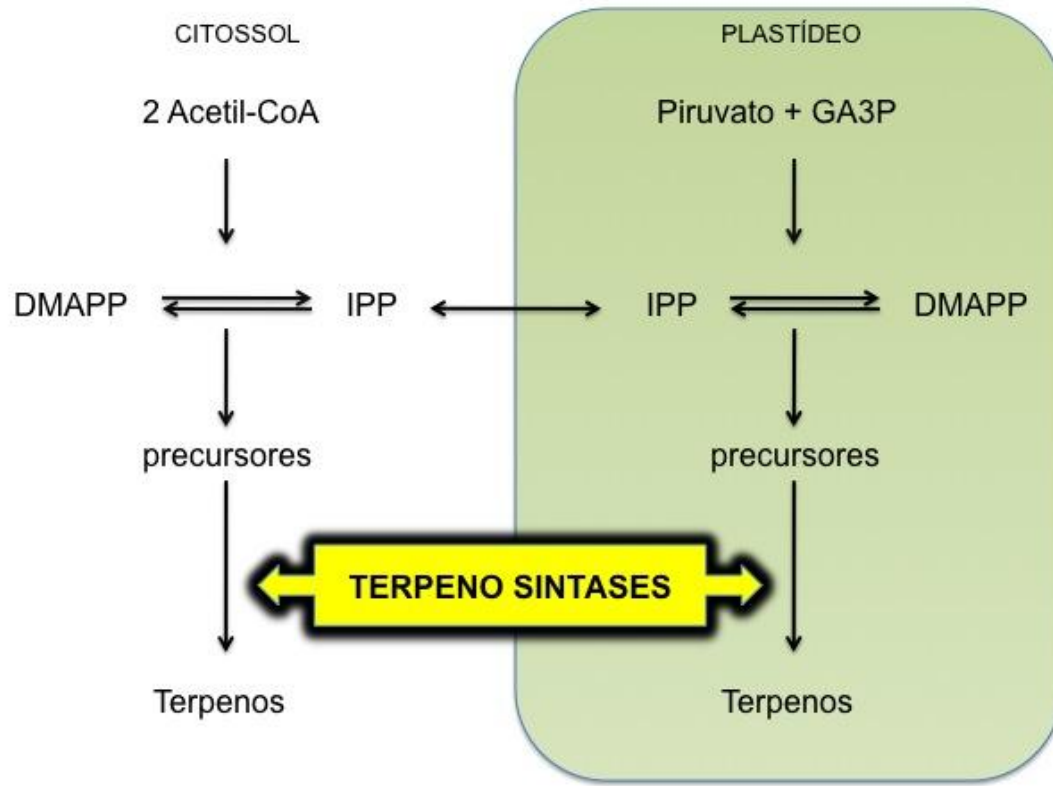 CITOSSOL
PLASTÍDEO
2 Acetil-CoA
Piruvato + GA3P
DMAPP
IPP
IPP
DMAPP
precursores
precursores
TERPENO SINTASES
Terpenos
Terpenos